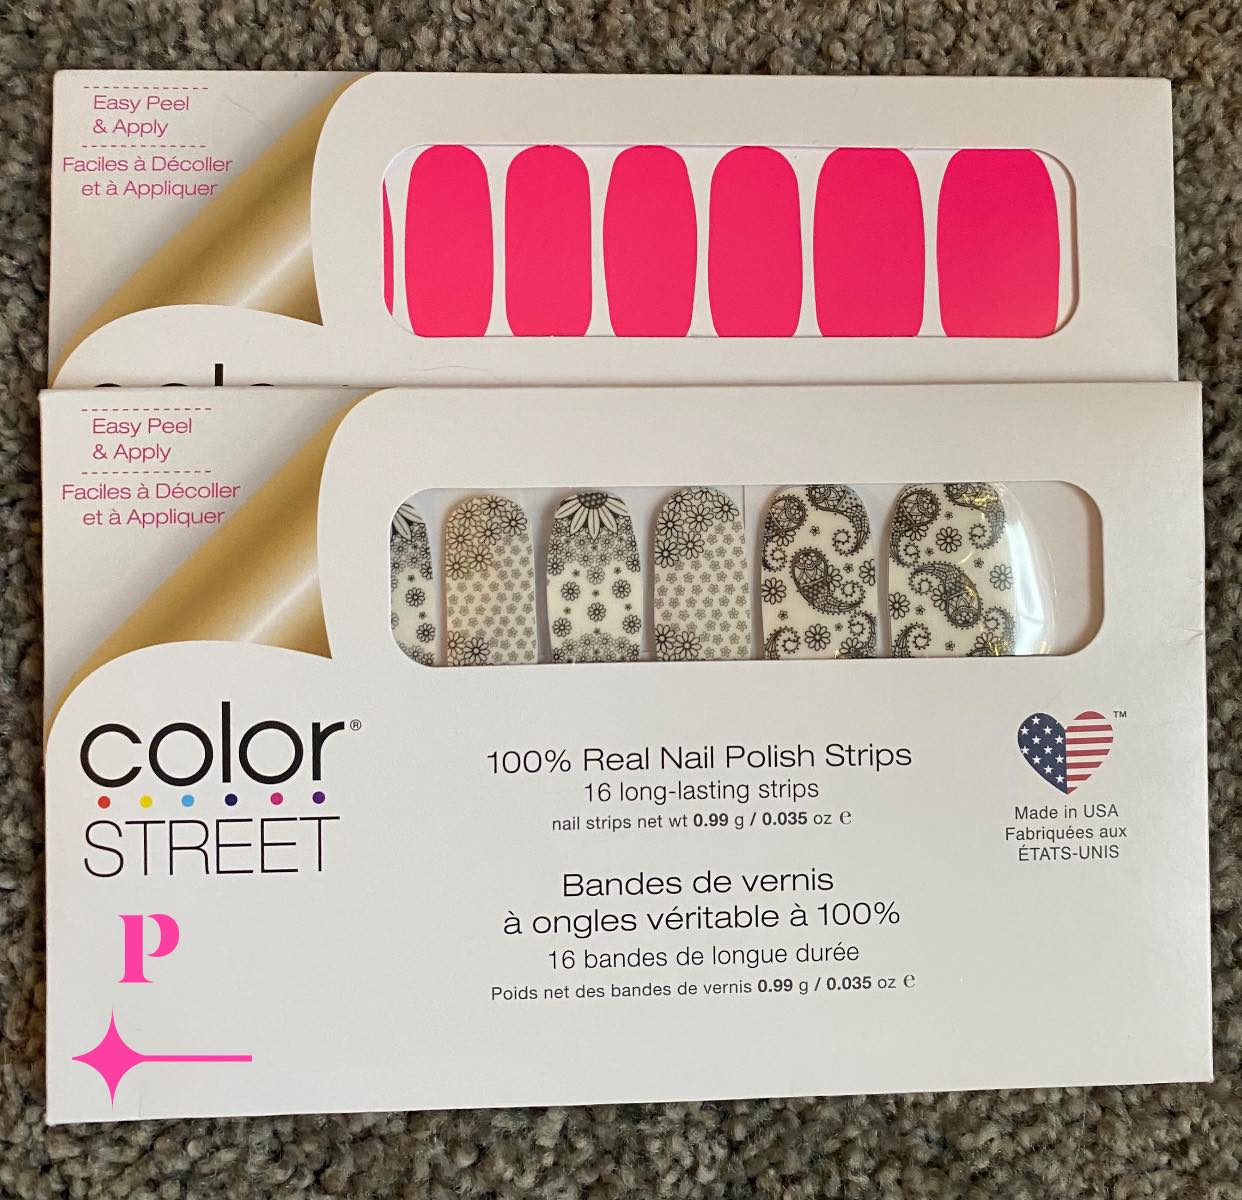 Easy Peel
& Apply
Faciles à Décoller
et à Appliquer
color
Easy Peel
& Apply
Faciles à Décoller
et à Appliquer
color®
STREET
100% Real Nail Polish Strips
16 long-lasting strips
nail strips net wt 0.99 g / 0.035 oz ℮
Bandes de vernis
à ongles véritable à 100%
16 bandes de longue durée
Poids net des bandes de vernis 0.99 g / 0.035 oz ℮
™
Made in USA
Fabriquées aux
ÉTATS-UNIS
P